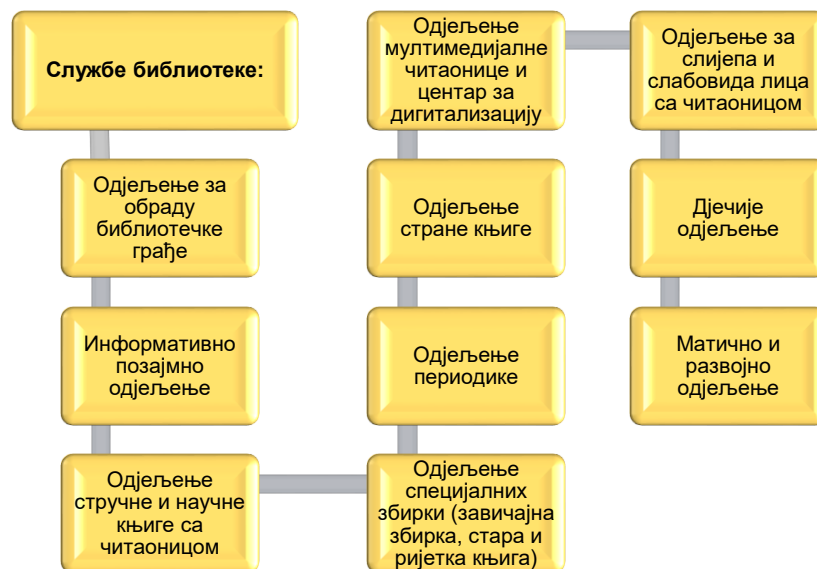 Службе библиотеке:
Одјељење за
обраду
библиотечке
грађе
Информативно
позајмно
одјељење
Одјељење
стручне и научне
књиге са
читаоницом
Одјељење
специјалних
збирки (завичајна
збирка, стара и
ријетка књига)
Одјељење
периодике
Одјељење
стране књиге
Одјељење
мултимедијалне
читаонице и
центар за
дигитализацију
Одјељење за
слијепа и
слабовида лица
са читаоницом
Дјечије
одјељење
Матично и
развојно
одјељење